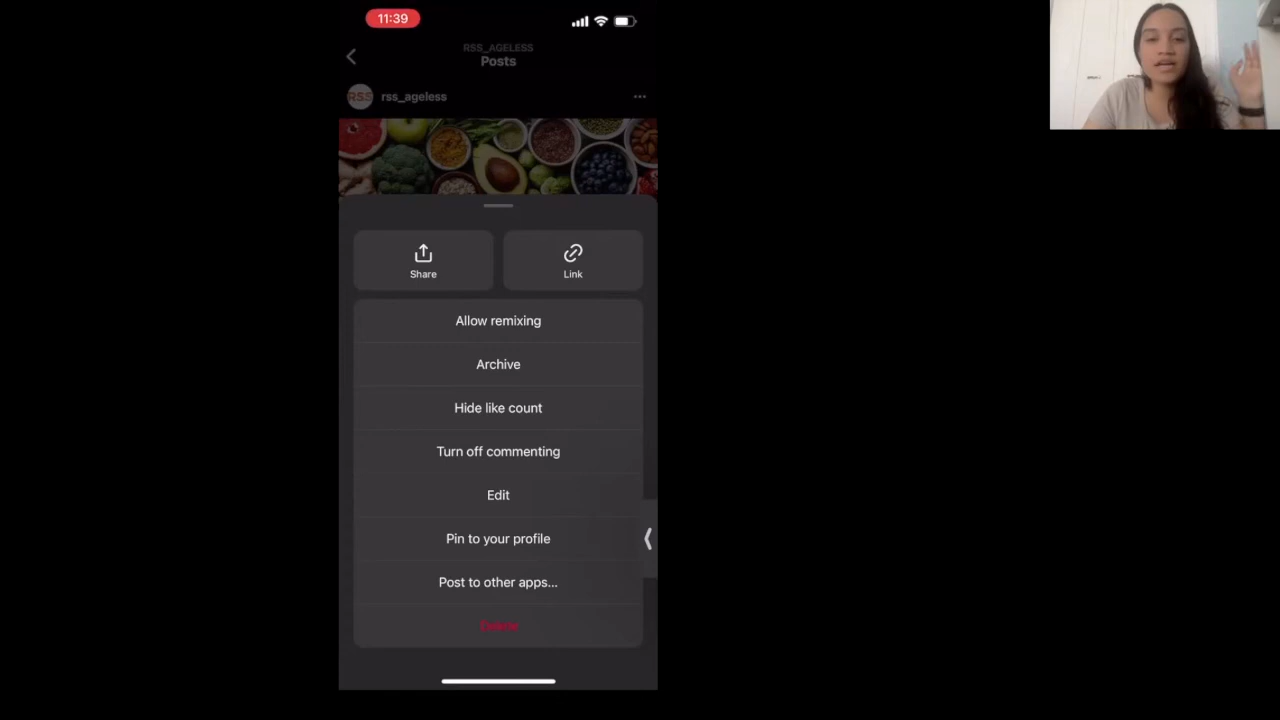 11:39
RSS_AGELESS
Posts
RSS rss_ageless
Share
Link
Allow remixing
Archive
Hide like count
Turn off commenting
Edit
Pin to your profile
Post to other apps...
Delete